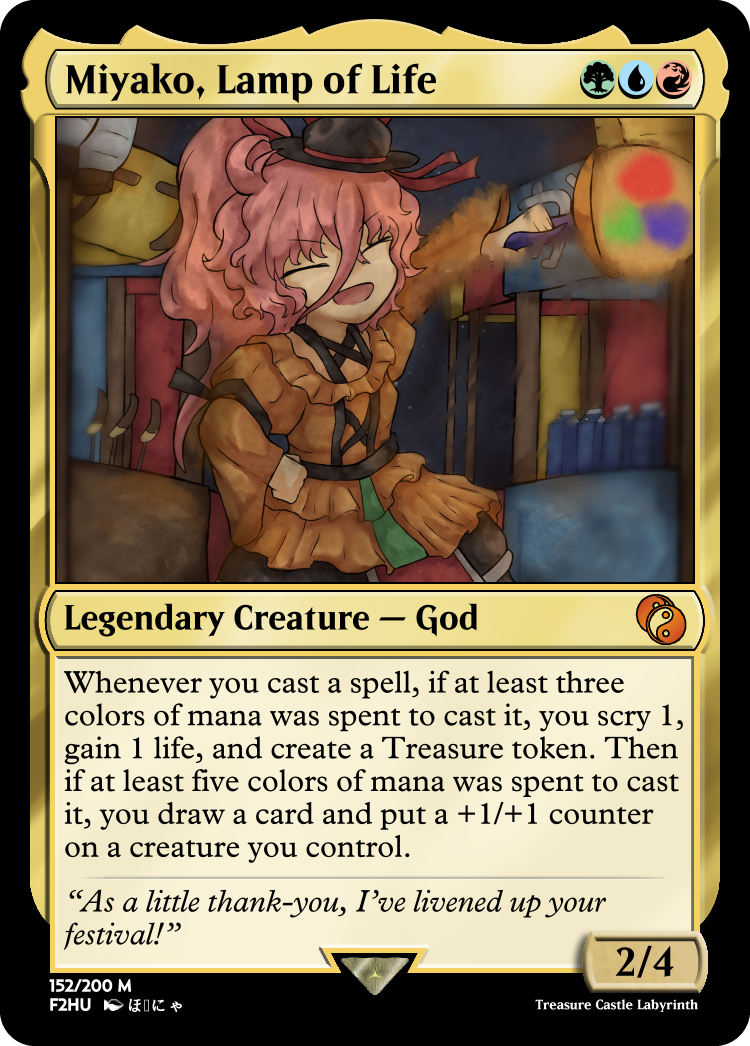 Miyako, Lamp of Life
Legendary Creature — God
Whenever you cast a spell, if at least three
colors of mana was spent to cast it, you scry 1,
gain 1 life, and create a Treasure token. Then
if at least five colors of mana was spent to cast
it, you draw a card and put a +1/+1 counter
on a creature you control.
“As a little thank-you, I’ve livened up your
festival!”
2/4
152/200 M
F2HU ほ▯にゃ
Treasure Castle Labyrinth